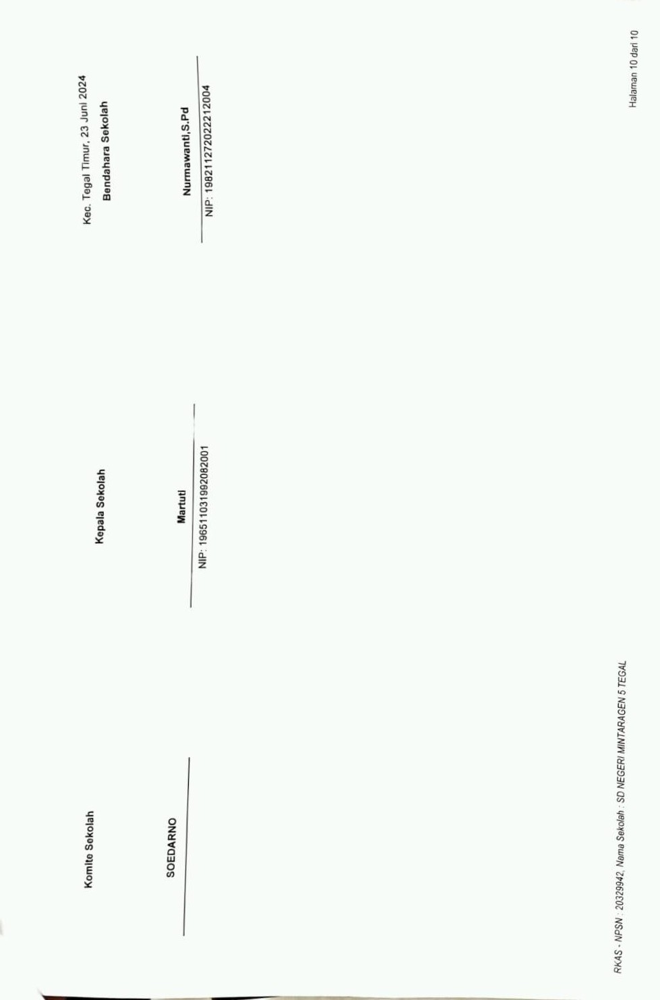 Kec. Tegal Timur, 23 Juni 2024
Komite Sekolah
Kepala Sekolah
Bendahara Sekolah
SOEDARNO
Martuti
Nurmawanti,S.Pd
NIP: 196511031992082001
NIP: 198211272022212004
RKAS - NPSN : 20329942, Nama Sekolah : SD NEGERI MINTARAGEN 5 TEGAL
Halaman 10 dari 10